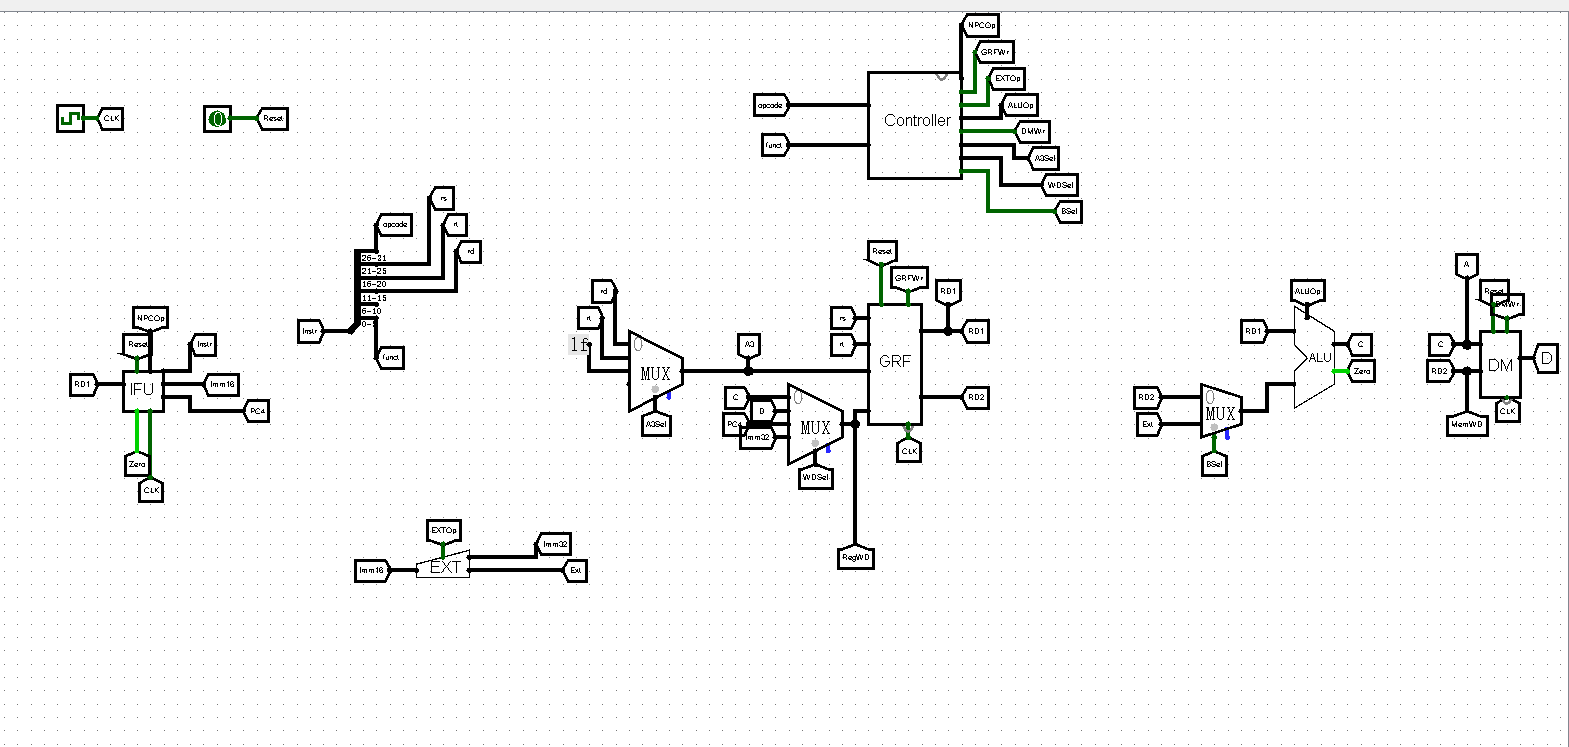 NPCOp
GRFWr
EXTOp
opcode
ALUOp
CLK
Reset
Controller
DMWr
funct
A3Sel
WDSel
rs
BSel
opcode
rt
rd
Reset
26-31
A
21-25
GRFWr
16-20
rd
RD1
ALUOp
Reset
11-15
DMWr
6-10
NPCOp
rt
rs
0-5
Instr
RD1
RD1
Reset
Instr
1f
0
A3
rt
C
C
funct
GRF
ALU
D
DM
MUX
Zero
RD2
RD1
IFU
Imm16
C
0
RD2
RD2
0
PC4
D
MUX
CLK
A3Sel
PC4
MUX
Ext
MemWD
Imm32
CLK
Zero
WDSel
BSel
CLK
EXTOp
Imm32
RegWD
Imm16
EXT
Ext